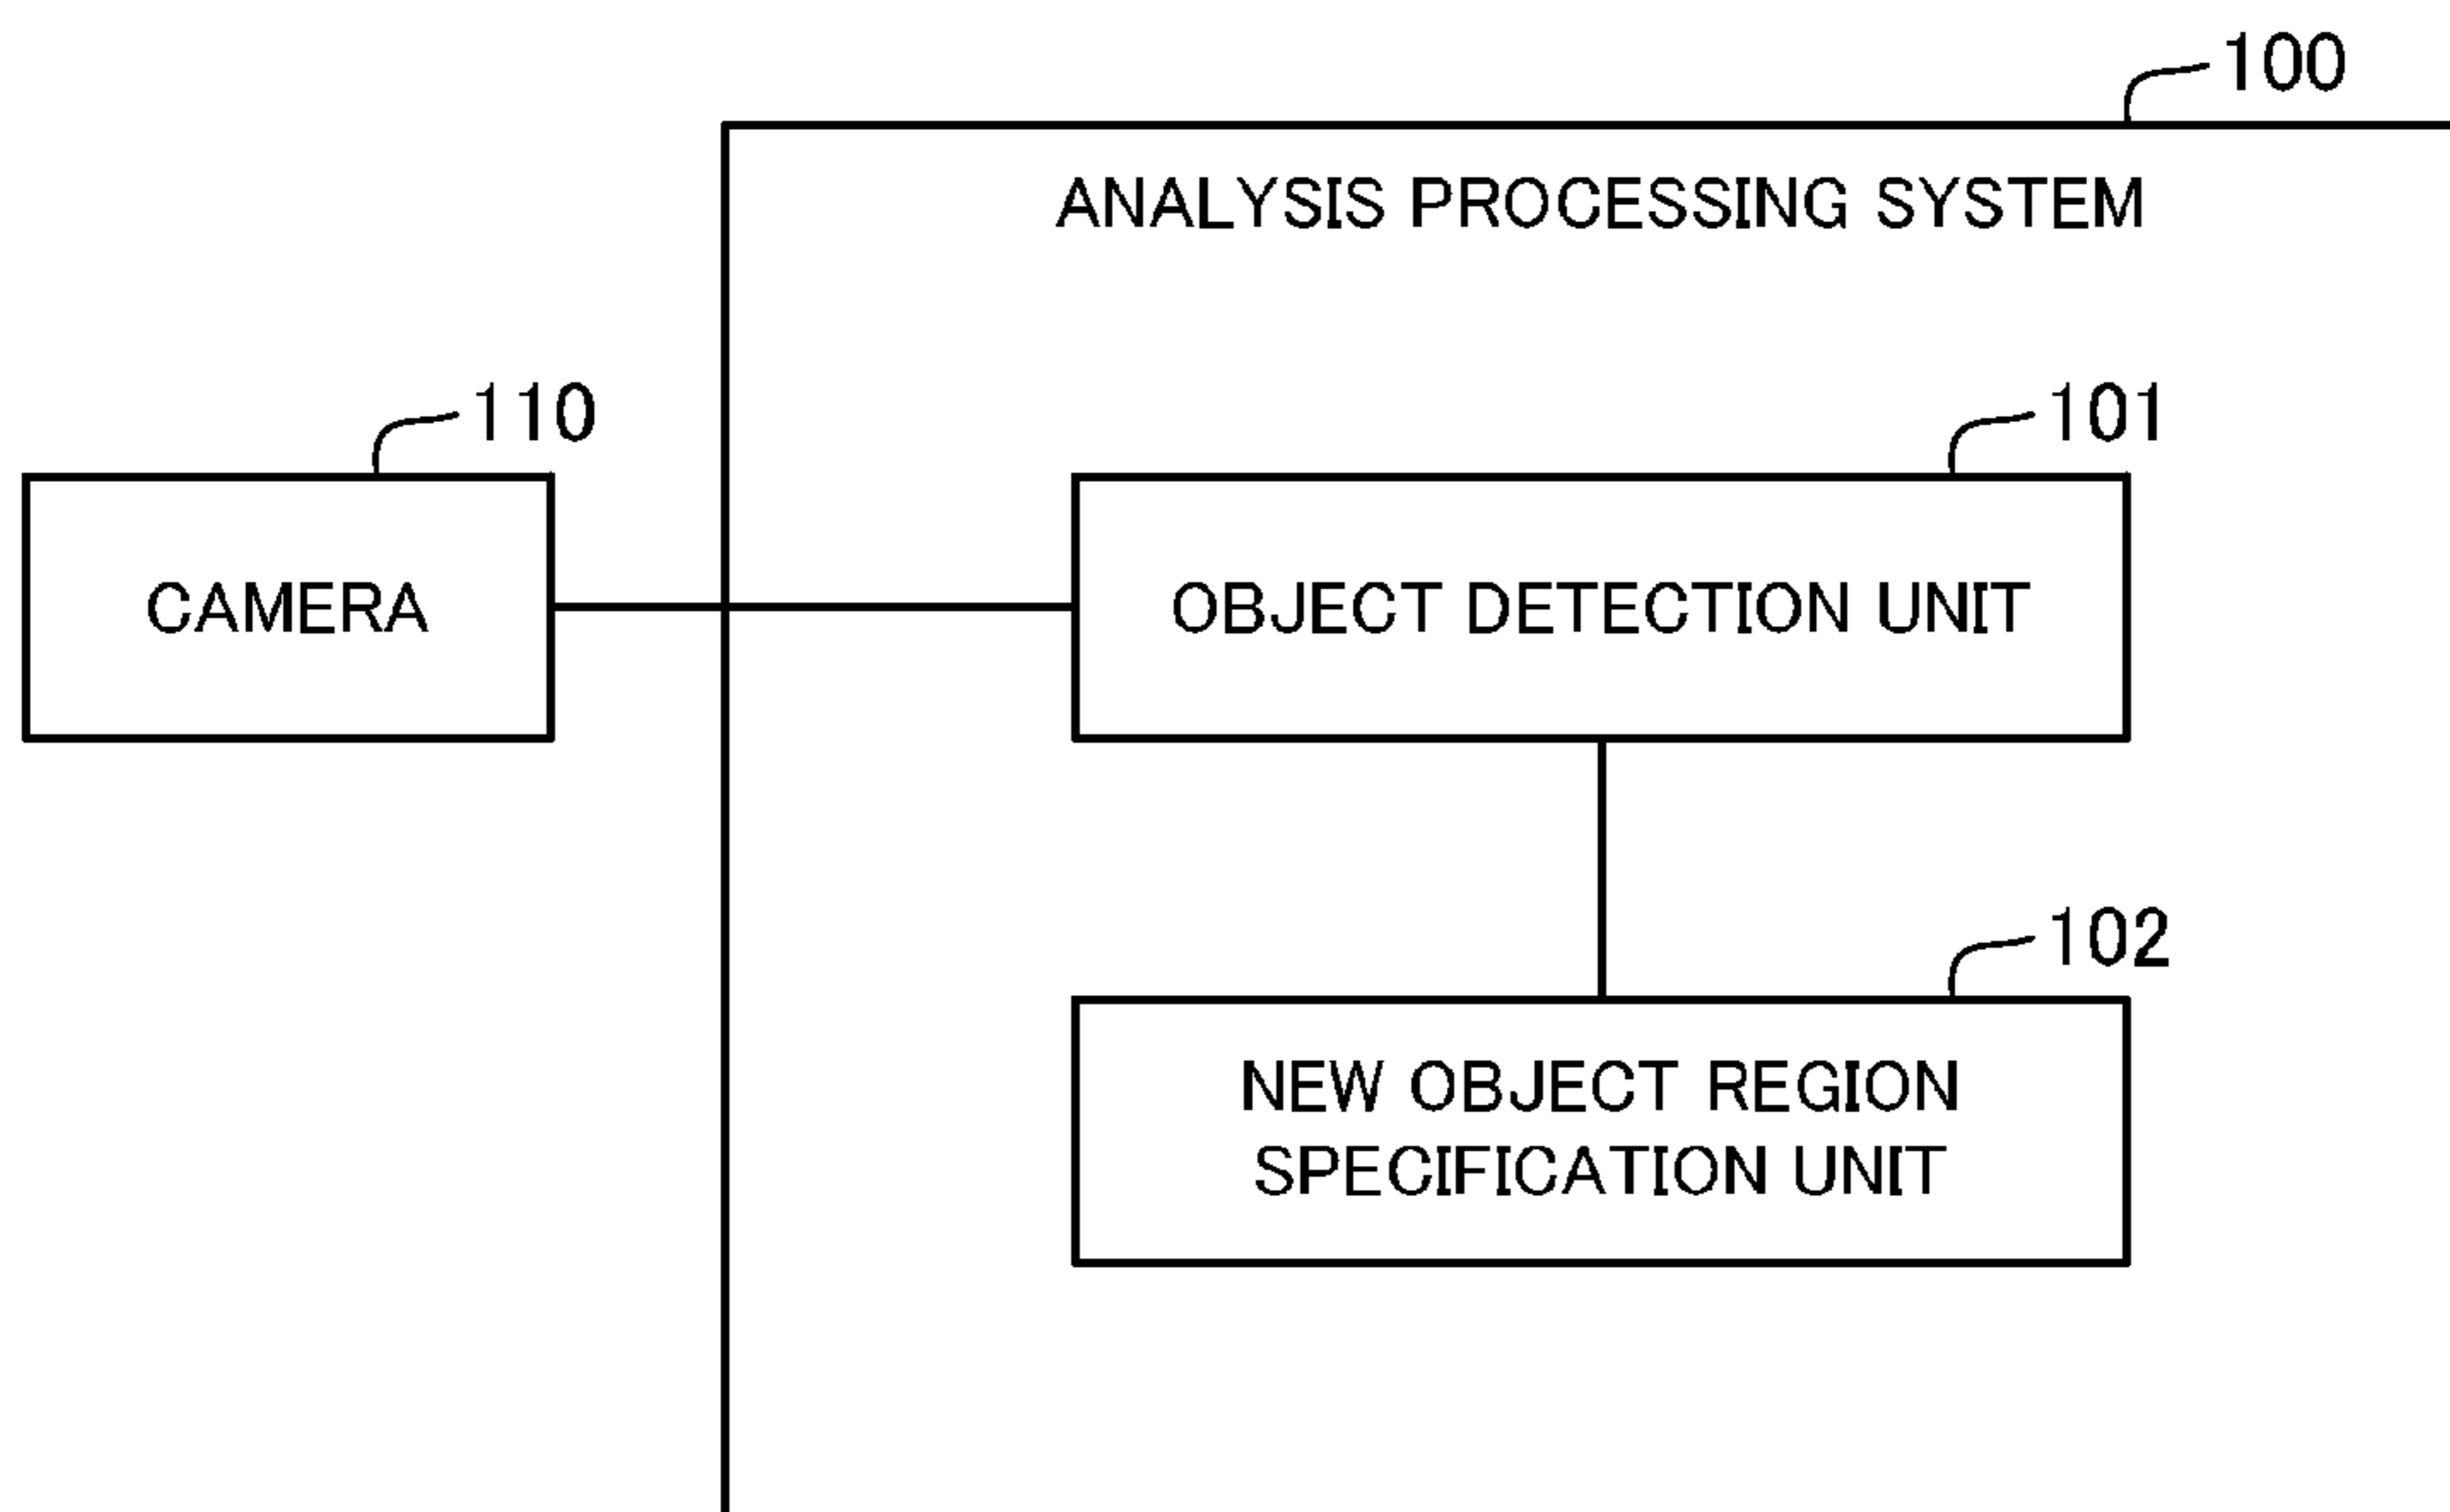 100
ANALYSIS PROCESSING SYSTEM
110
101
CAMERA
OBJECT DETECTION UNIT
102
NEW OBJECT REGION
SPECIFICATION UNIT